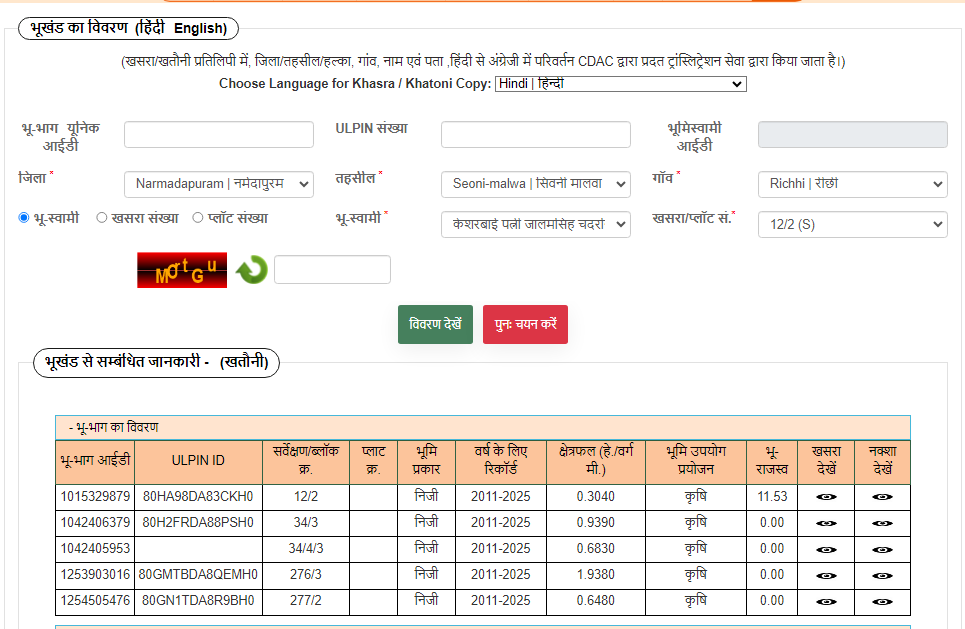 भूखंड का विवरण (हिंदी English)
(खसरा/खतौनी प्रतिलिपी में, जिला/तहसील/हल्का, गांव, नाम एवं पता ,हिंदी से अंग्रेजी में परिवर्तन CDAC द्वारा प्रदत ट्रांस्लिट्रेशन सेवा द्वारा किया जाता है।)
Choose Language for Khasra / Khatoni Copy: Hindi | हिन्दी
भू-भाग यूनिक आईडी ULPIN संख्या भूमिस्वामी आईडी
जिला * Narmadapuram | नर्मदापुरम तहसील * Seoni-malwa | सिवनी मालवा गाँव * Richhi | रीछी
भू-स्वामी खसरा संख्या प्लॉट संख्या भू-स्वामी * केशरबाई पत्नी जालमसिंह खसरा/प्लॉट सं.* 12/2 (S)
MortGu
विवरण देखें पुनः चयन करें
भूखंड से सम्बंधित जानकारी - (खतौनी)
- भू-भाग का विवरण
भू-भाग आईडी ULPIN ID सर्वेक्षण/ब्लॉक क्र. प्लाट क्र. भूमि प्रकार वर्ष के लिए रिकॉर्ड क्षेत्रफल (हे./वर्ग मी.) भूमि उपयोग प्रयोजन भू-राजस्व खसरा देखें नक्शा देखें
1015329879 80HA98DA83CKH0 12/2 निजी 2011-2025 0.3040 कृषि 11.53
1042406379 80H2FRDA88PSH0 34/3 निजी 2011-2025 0.9390 कृषि 0.00
1042405953 34/4/3 निजी 2011-2025 0.6830 कृषि 0.00
1253903016 80GMTBDA8QEMH0 276/3 निजी 2011-2025 1.9380 कृषि 0.00
1254505476 80GN1TDA8R9BH0 277/2 निजी 2011-2025 0.6480 कृषि 0.00